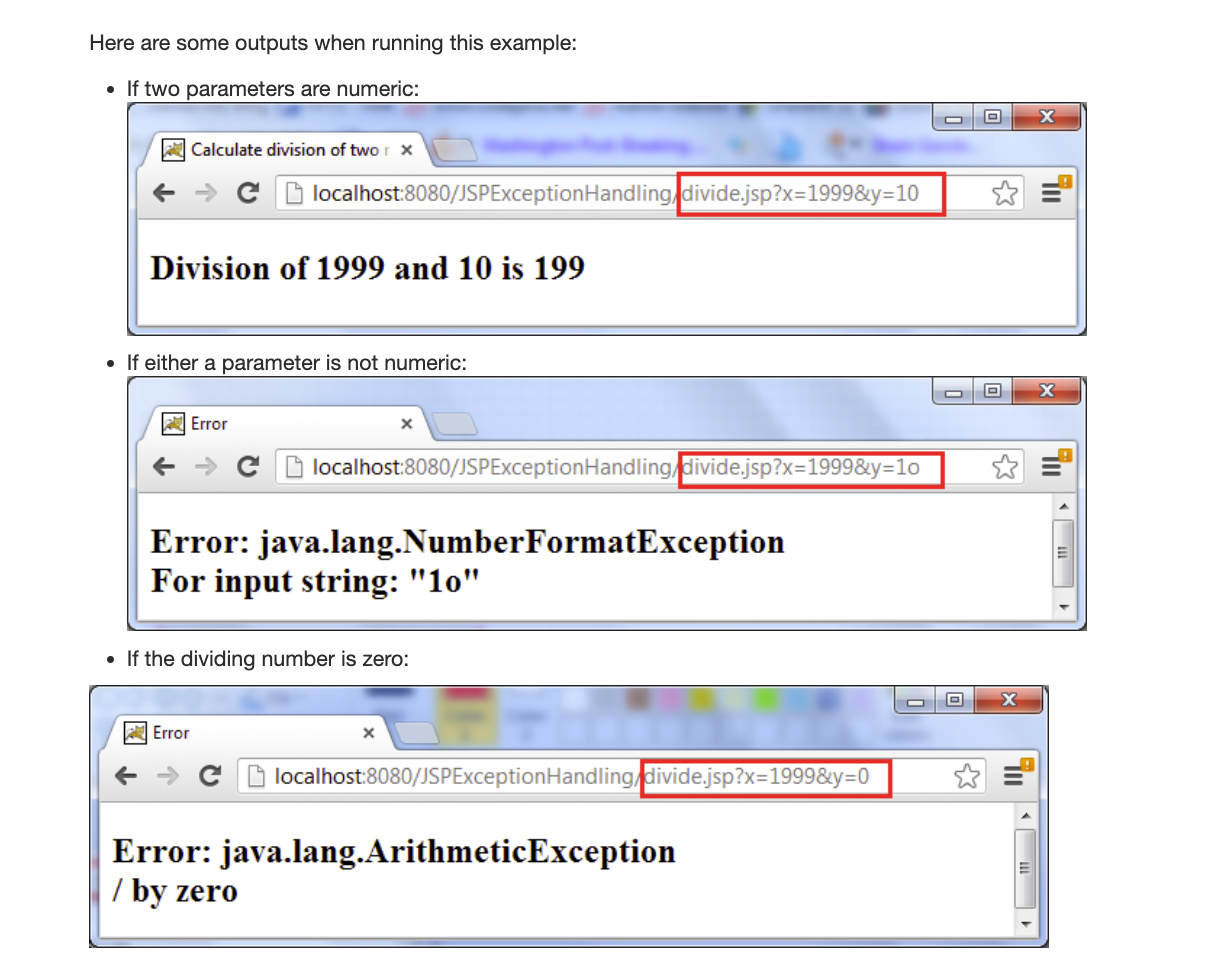 Here are some outputs when running this example:
• If two parameters are numeric:
Calculate division of two
localhost:8080/JSPExceptionHandling/divide.jsp?x=1999&y=10
Division of 1999 and 10 is 199
• If either a parameter is not numeric:
Error
localhost:8080/JSPExceptionHandling/divide.jsp?x=1999&y=1o
Error: java.lang.NumberFormatException
For input string: "1o"
• If the dividing number is zero:
Error
localhost:8080/JSPExceptionHandling/divide.jsp?x=1999&y=0
Error: java.lang.ArithmeticException
/ by zero